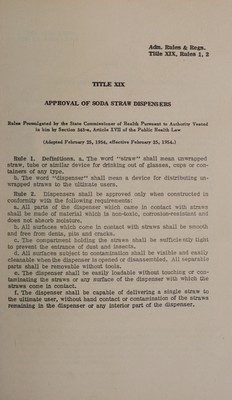 Adm. Rules & Regs.
Title XIX, Rules 1, 2
TITLE XIX
APPROVAL OF SODA STRAW DISPENSERS
Rules Promulgated by the State Commissioner of Health Pursuant to Authority Vested
in him by Section 343-a, Article XVII of the Public Health Law
(Adopted February 25, 1954, effective February 25, 1954.)
Rule 1. Definitions. a. The word "straw" shall mean unwrapped
straw, tube or similar device for drinking out of glasses, cups or con-
tainers of any type.
b. The word "dispenser" shall mean a device for distributing un-
wrapped straws to the ultimate users.
Rule 2. Dispensers shall be approved only when constructed in
conformity with the following requirements:
a. All parts of the dispenser which come in contact with straws
shall be made of material which is non-toxic, corrosion-resistant and
does not absorb moisture.
b. All surfaces which come in contact with straws shall be smooth
and free from dents, pits and cracks.
c. The compartment holding the straws shall be sufficiently tight
to prevent the entrance of dust and insects.
d. All surfaces subject to contamination shall be visible and easily
cleansable when the dispenser is opened or disassembled. All separable
parts shall be removable without tools.
e. The dispenser shall be easily loadable without touching or con-
taminating the straws or any surface of the dispenser with which the
straws come in contact.
f. The dispenser shall be capable of delivering a single straw to
the ultimate user, without hand contact or contamination of the straws
remaining in the dispenser or any interior part of the dispenser.